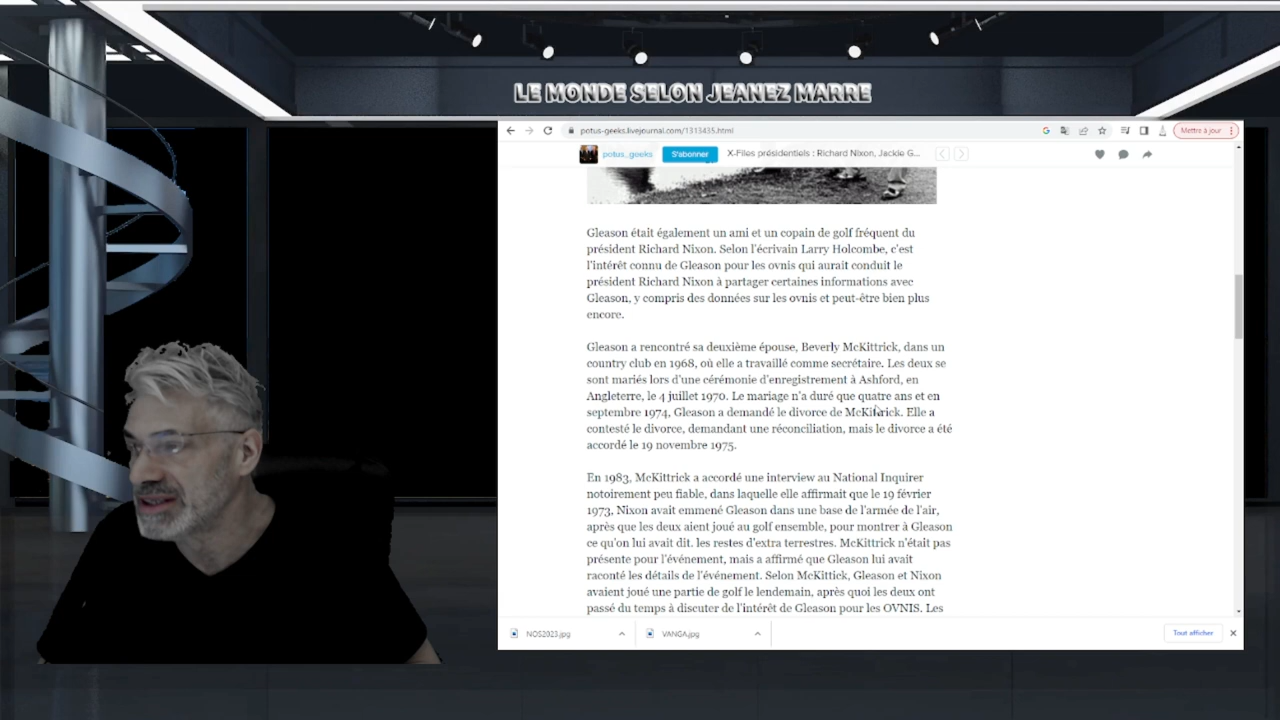 LE MONDE SELON JEANEZ MARRE
potus-geeks.livejournal.com/1313435.html
Mettre à jour
potus_geeks
S'abonner
X-Files présidentiels : Richard Nixon, Jackie G...
Gleason était également un ami et un copain de golf fréquent du
président Richard Nixon. Selon l'écrivain Larry Holcombe, c'est
l'intérêt connu de Gleason pour les ovnis qui aurait conduit le
président Richard Nixon à partager certaines informations avec
Gleason, y compris des données sur les ovnis et peut-être bien plus
encore.
Gleason a rencontré sa deuxième épouse, Beverly McKittrick, dans un
country club en 1968, où elle a travaillé comme secrétaire. Les deux se
sont mariés lors d'une cérémonie d'enregistrement à Ashford, en
Angleterre, le 4 juillet 1970. Le mariage n'a duré que quatre ans et en
septembre 1974, Gleason a demandé le divorce de McKittrick. Elle a
contesté le divorce, demandant une réconciliation, mais le divorce a été
accordé le 19 novembre 1975.
En 1983, McKittrick a accordé une interview au National Inquirer
notoirement peu fiable, dans laquelle elle affirmait que le 19 février
1973, Nixon avait emmené Gleason dans une base de l'armée de l'air,
après que les deux aient joué au golf ensemble, pour montrer à Gleason
ce qu'on lui avait dit. les restes d'extra terrestres. McKittrick n'était pas
présente pour l'événement, mais a affirmé que Gleason lui avait
raconté les détails de l'événement. Selon McKittick, Gleason et Nixon
avaient joué une partie de golf le lendemain, après quoi les deux ont
passé du temps à discuter de l'intérêt de Gleason pour les OVNIS. Les
NOS2023.jpg
VANGA.jpg
Tout afficher